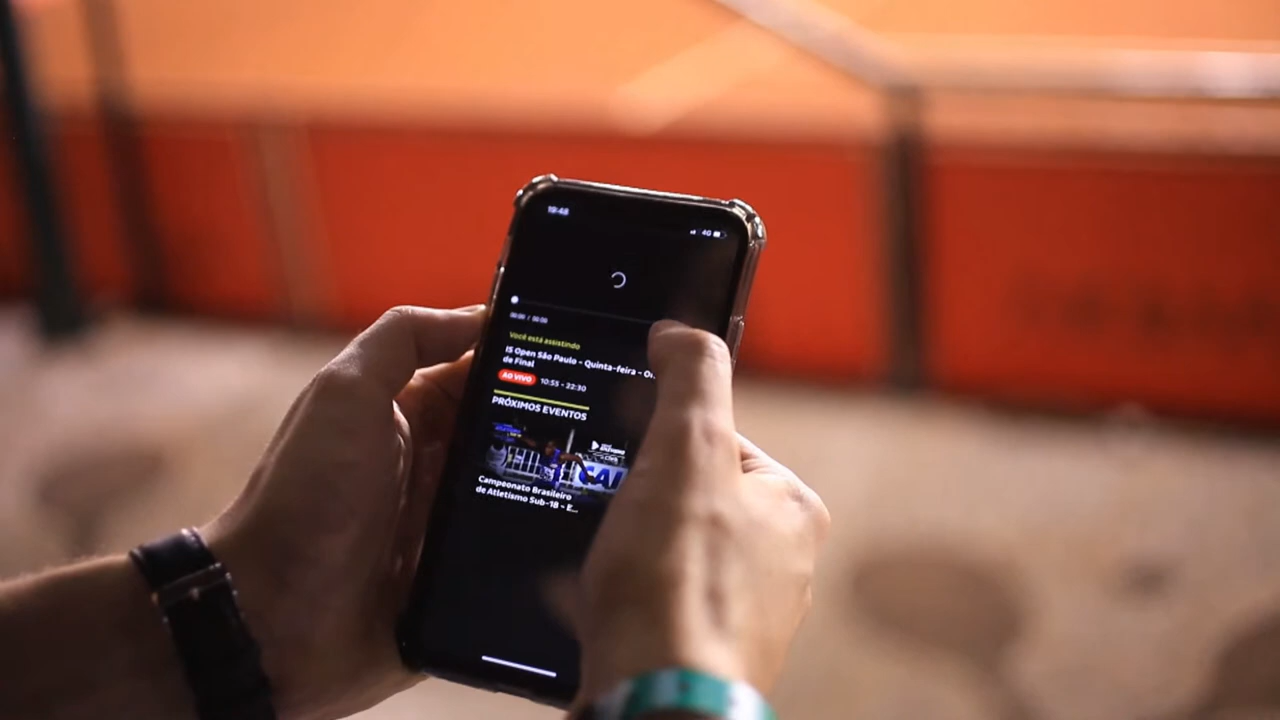 19:48
4G
00:00 / 00:00
Você está assistindo
IS Open São Paulo - Quinta-feira -
de Final
AO VIVO 10:55 - 22:30
PRÓXIMOS EVENTOS
CAI
Campeonato Brasileiro
de Atletismo Sub-18 - E...